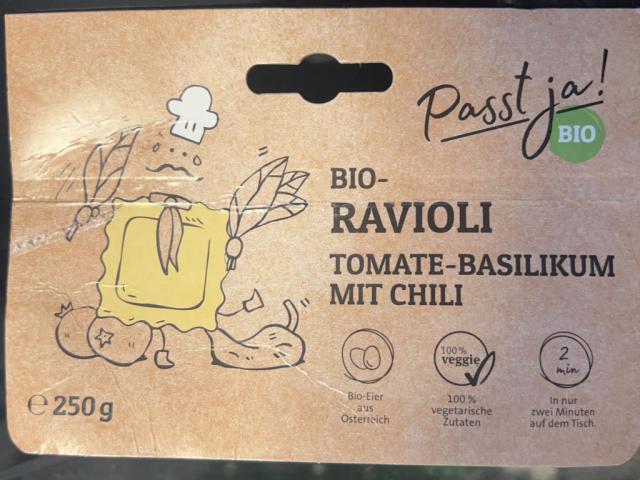 Passt ja!
BIO
BIO-
RAVIOLI
TOMATE-BASILIKUM
MIT CHILI
100%
veggie
2
min
Bio-Eier
aus
Österreich
100 %
vegetarische
Zutaten
In nur
zwei Minuten
auf dem Tisch.
℮ 250 g